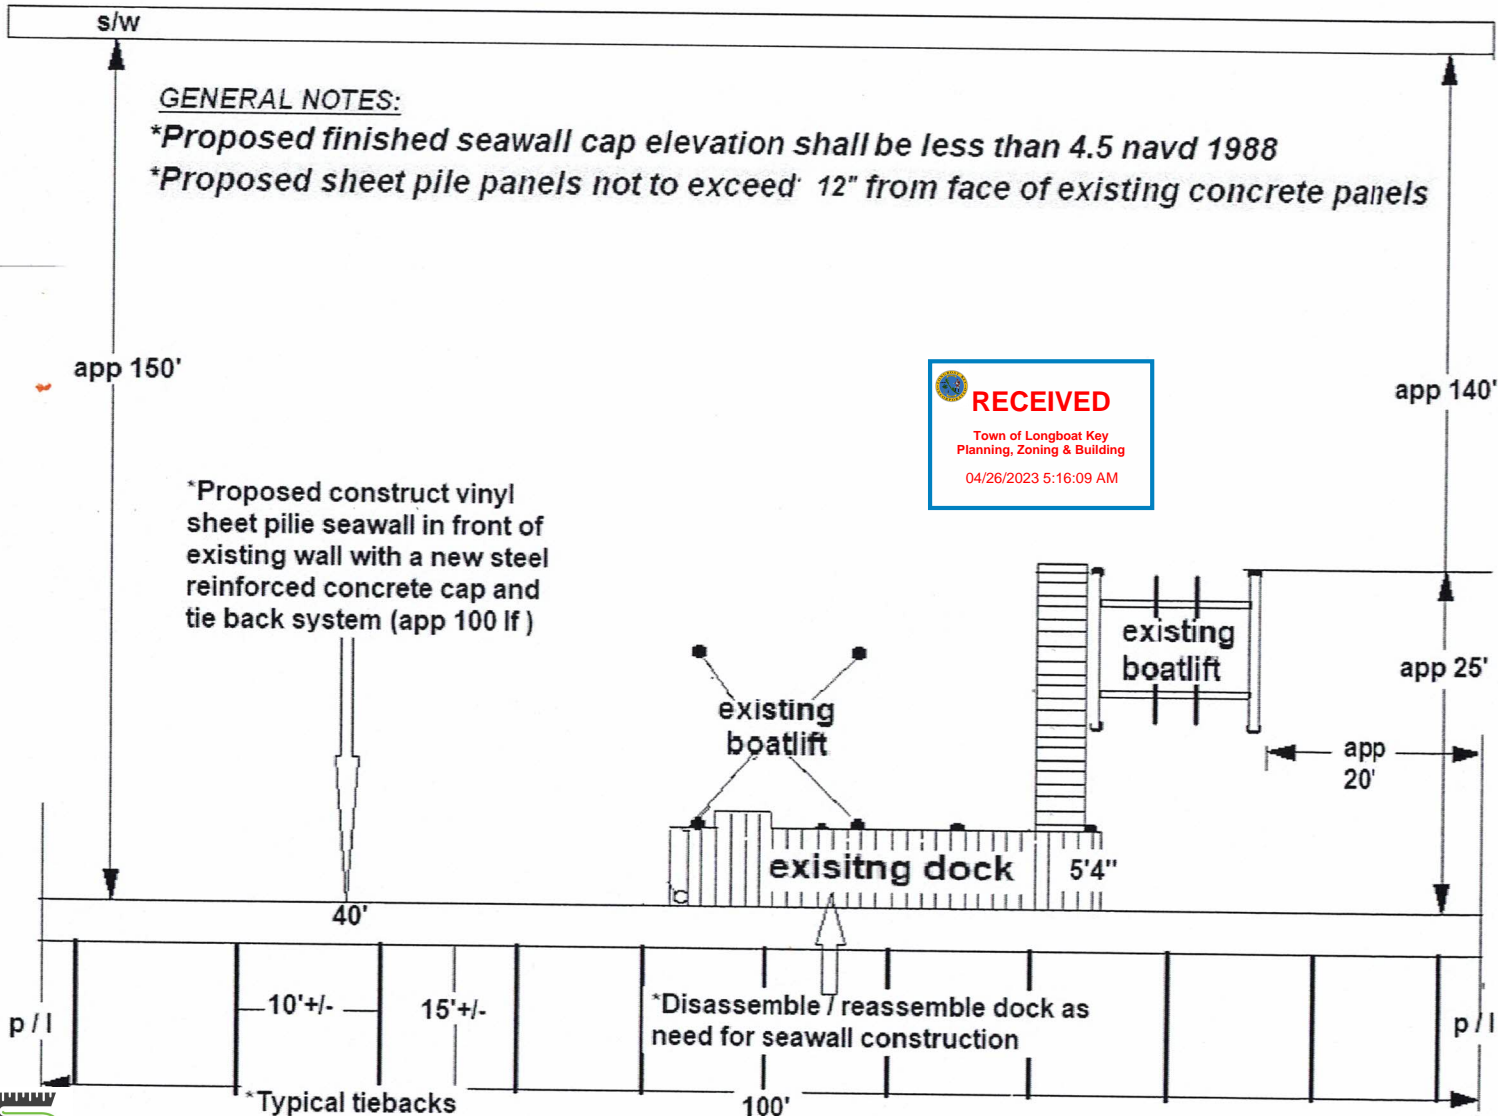 s/w
GENERAL NOTES:
*Proposed finished seawall cap elevation shall be less than 4.5 navd 1988
*Proposed sheet pile panels not to exceed 12" from face of existing concrete panels
app 150'
app 140'
RECEIVED
Town of Longboat Key
Planning, Zoning & Building
04/26/2023 5:16:09 AM
*Proposed construct vinyl
sheet pilie seawall in front of
existing wall with a new steel
reinforced concrete cap and
tie back system (app 100 lf )
existing
boatlift
existing
boatlift
app 25'
app
20'
exisitng dock
5'4"
40'
10'+/-
15'+/-
*Disassemble / reassemble dock as
need for seawall construction
p / l
p / l
*Typical tiebacks
100'